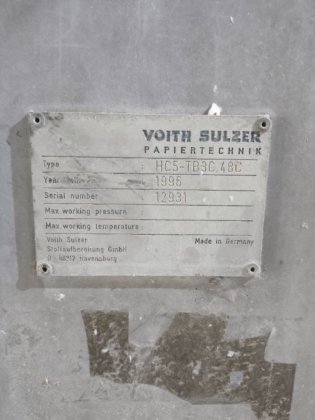 VOITH SULZER
PAPIERTECHNIK
Type : HC5-TB3C,48C
Year : 1996
Serial number : 12931
Max. working pressure :
Max. working temperature :
Voith Sulzer
Stoffaufbereitung GmbH
D - 88212 Ravensburg
Made in Germany